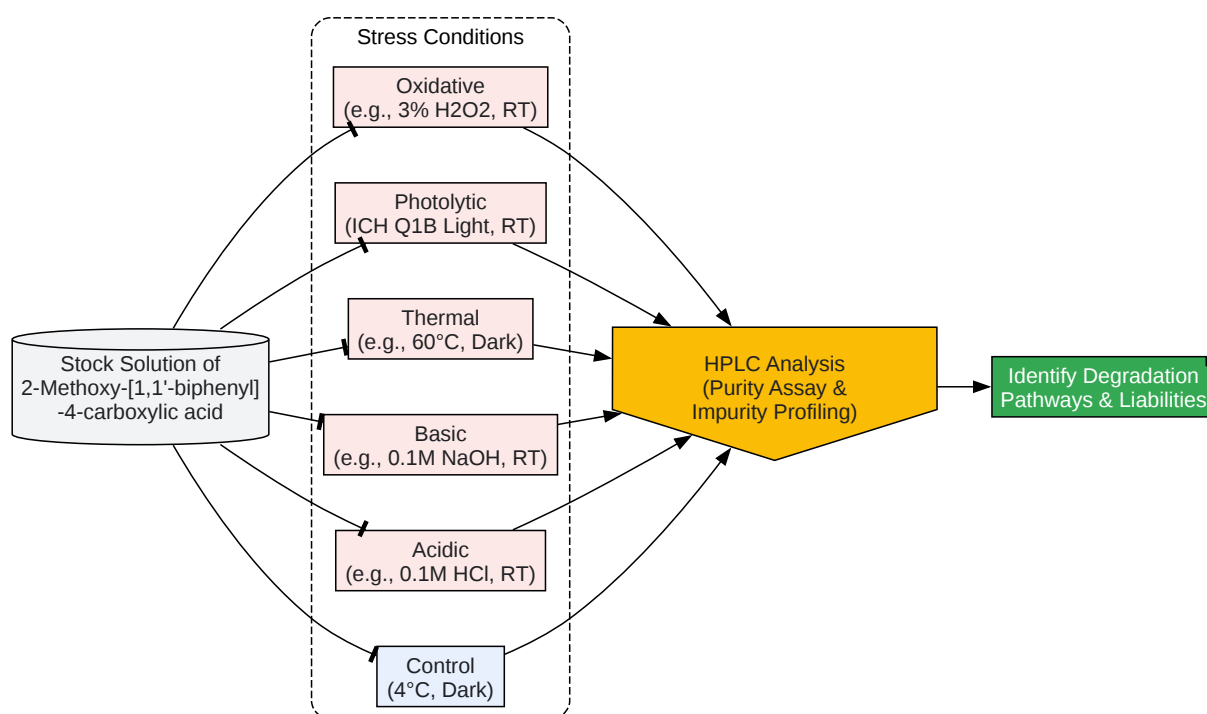 Stress Conditions
Oxidative
(e.g., 3% H2O2, RT)
Photolytic
(ICH Q1B Light, RT)
Thermal
(e.g., 60°C, Dark)
Basic
(e.g., 0.1M NaOH, RT)
Acidic
(e.g., 0.1M HCl, RT)
Control
(4°C, Dark)
Stock Solution of
2-Methoxy-[1,1'-biphenyl]
-4-carboxylic acid
HPLC Analysis
(Purity Assay &
Impurity Profiling)
Identify Degradation
Pathways & Liabilities